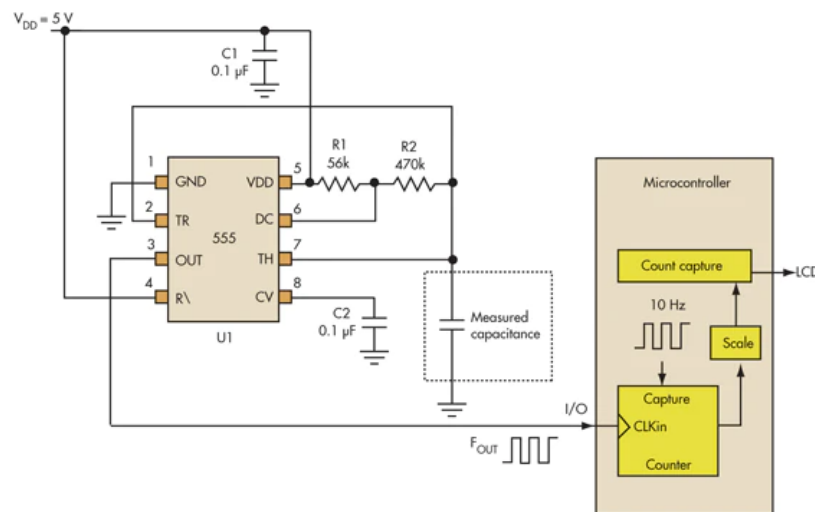 V_DD = 5 V
C1
0.1 µF
R1
56k
R2
470k
1
GND
VDD
5
2
TR
DC
6
555
3
OUT
TH
7
4
R\
CV
8
U1
C2
0.1 µF
Measured
capacitance
Microcontroller
Count capture
LCD
10 Hz
Scale
Capture
I/O
CLKin
Counter
F_OUT